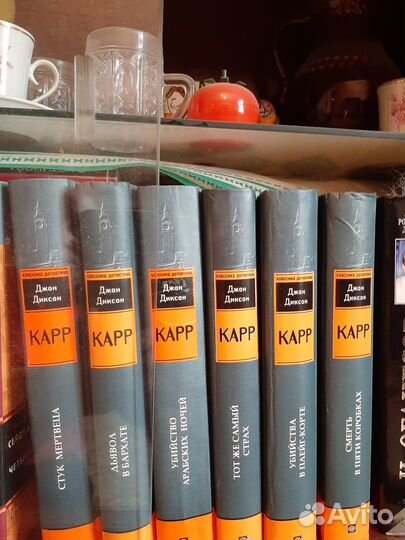 КЛАССИКА ДЕТЕКТИВА
Джон
Диксон
КАРР
СТУК МЕРТВЕЦА
КЛАССИКА ДЕТЕКТИВА
Джон
Диксон
КАРР
ДЬЯВОЛ
В БАРХАТЕ
КЛАССИКА ДЕТЕКТИВА
Джон
Диксон
КАРР
УБИЙСТВО
АРАБСКИХ НОЧЕЙ
КЛАССИКА ДЕТЕКТИВА
Джон
Диксон
КАРР
ТОТ ЖЕ САМЫЙ
СТРАХ
КЛАССИКА ДЕТЕКТИВА
Джон
Диксон
КАРР
УБИЙСТВА
В ПЛЕЙГ-КОРТЕ
КЛАССИКА ДЕТЕКТИВА
Джон
Диксон
КАРР
СМЕРТЬ
В ПЯТИ КОРОБКАХ
Avito